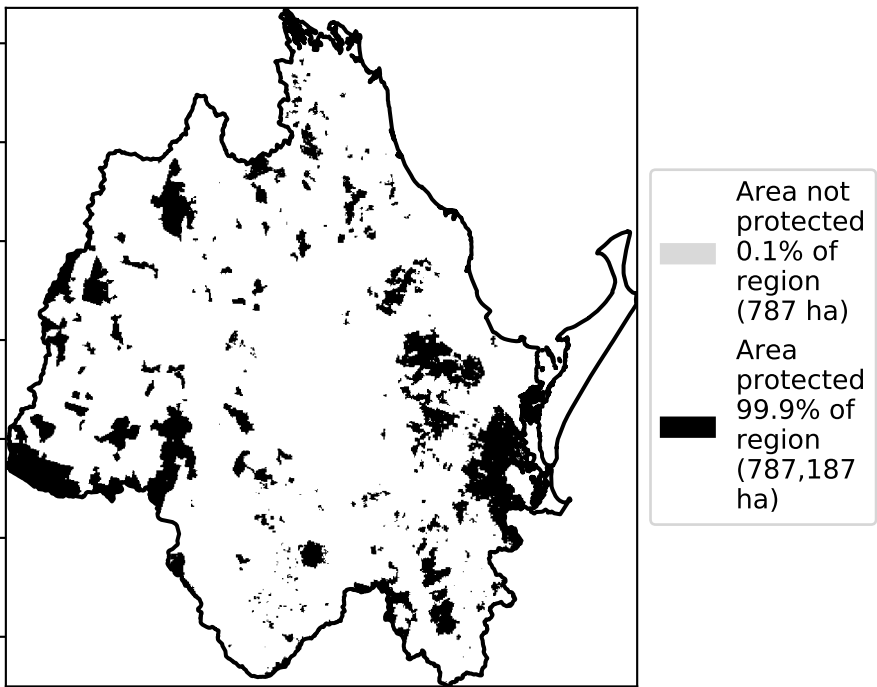 Area not
protected
0.1% of
region
(787 ha)
Area
protected
99.9% of
region
(787,187
ha)